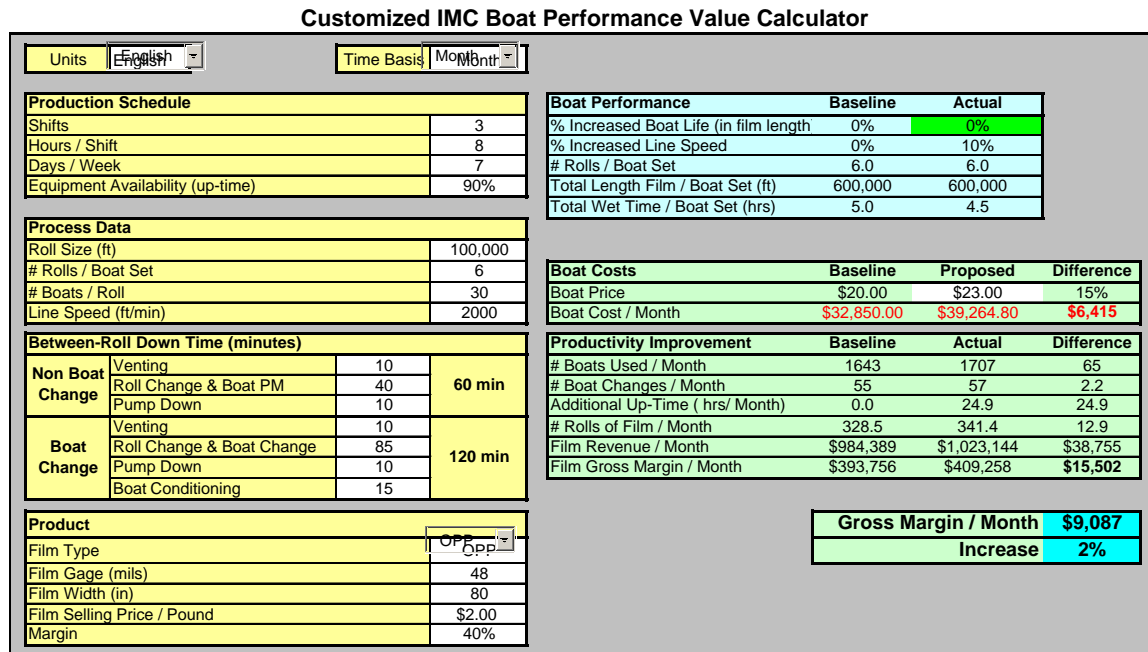 Customized IMC Boat Performance Value Calculator
Units English English Time Basis Month Month
Production Schedule
Shifts 3
Hours / Shift 8
Days / Week 7
Equipment Availability (up-time) 90%
Boat Performance Baseline Actual
% Increased Boat Life (in film length 0% 0%
% Increased Line Speed 0% 10%
# Rolls / Boat Set 6.0 6.0
Total Length Film / Boat Set (ft) 600,000 600,000
Total Wet Time / Boat Set (hrs) 5.0 4.5
Process Data
Roll Size (ft) 100,000
# Rolls / Boat Set 6
# Boats / Roll 30
Line Speed (ft/min) 2000
Boat Costs Baseline Proposed Difference
Boat Price $20.00 $23.00 15%
Boat Cost / Month $32,850.00 $39,264.80 $6,415
Between-Roll Down Time (minutes)
Non Boat
Change
Venting 10
Roll Change & Boat PM 40
Pump Down 10
60 min
Boat
Change
Venting 10
Roll Change & Boat Change 85
Pump Down 10
Boat Conditioning 15
120 min
Productivity Improvement Baseline Actual Difference
# Boats Used / Month 1643 1707 65
# Boat Changes / Month 55 57 2.2
Additional Up-Time ( hrs/ Month) 0.0 24.9 24.9
# Rolls of Film / Month 328.5 341.4 12.9
Film Revenue / Month $984,389 $1,023,144 $38,755
Film Gross Margin / Month $393,756 $409,258 $15,502
Product
Film Type OPP OPP
Film Gage (mils) 48
Film Width (in) 80
Film Selling Price / Pound $2.00
Margin 40%
Gross Margin / Month $9,087
Increase 2%